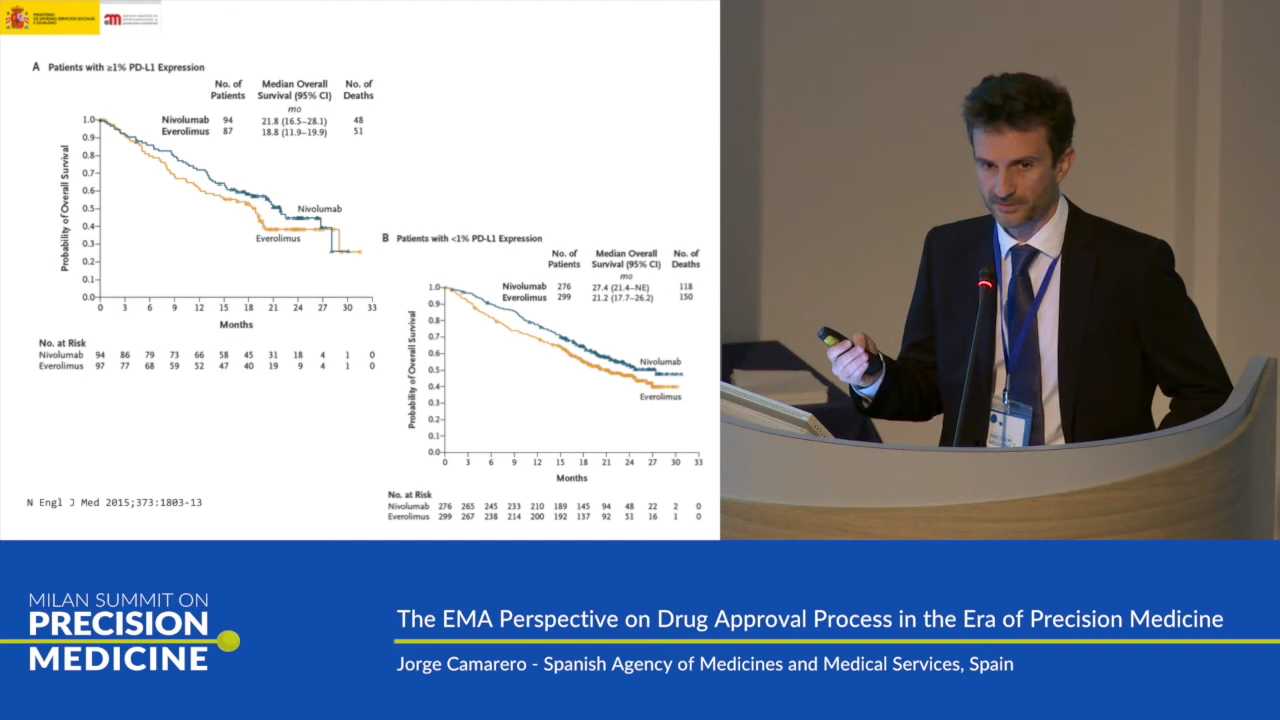 MINISTERIO
DE SANIDAD, SERVICIOS SOCIALES
E IGUALDAD
A Patients with ≥1% PD-L1 Expression
No. of Patients Median Overall Survival (95% CI) No. of Deaths
mo
Nivolumab 94 21.8 (16.5–28.1) 48
Everolimus 87 18.8 (11.9–19.9) 51
Probability of Overall Survival
1.0
0.9
0.8
0.7
0.6
0.5
0.4
0.3
0.2
0.1
0.0
Nivolumab
Everolimus
0 3 6 9 12 15 18 21 24 27 30 33
Months
No. at Risk
Nivolumab 94 86 79 73 66 58 45 31 18 4 1 0
Everolimus 97 77 68 59 52 47 40 19 9 4 1 0
B Patients with <1% PD-L1 Expression
No. of Patients Median Overall Survival (95% CI) No. of Deaths
mo
Nivolumab 276 27.4 (21.4–NE) 118
Everolimus 299 21.2 (17.7–26.2) 150
Probability of Overall Survival
1.0
0.9
0.8
0.7
0.6
0.5
0.4
0.3
0.2
0.1
0.0
Nivolumab
Everolimus
0 3 6 9 12 15 18 21 24 27 30 33
Months
No. at Risk
Nivolumab 276 265 245 233 210 189 145 94 48 22 2 0
Everolimus 299 267 238 214 200 192 137 92 51 16 1 0
N Engl J Med 2015;373:1803-13
MILAN SUMMIT ON
PRECISION
MEDICINE
The EMA Perspective on Drug Approval Process in the Era of Precision Medicine
Jorge Camarero - Spanish Agency of Medicines and Medical Services, Spain